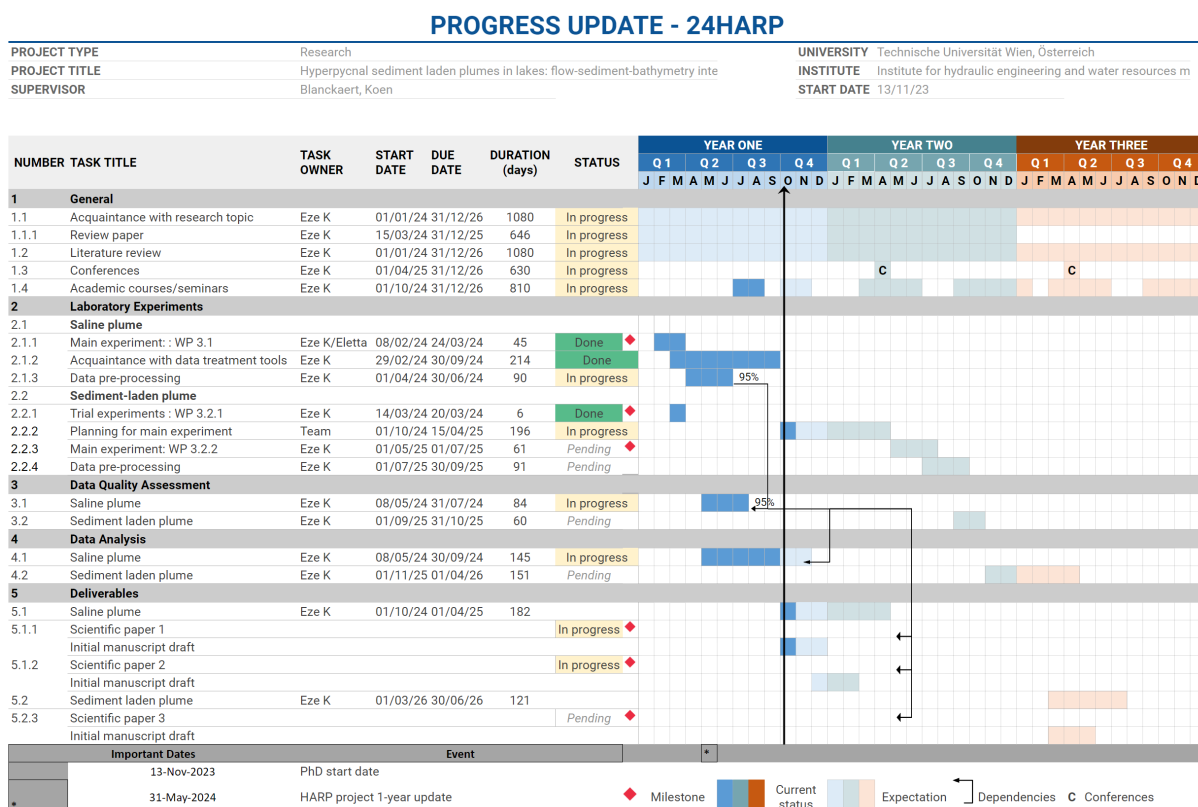 PROGRESS UPDATE - 24HARP
PROJECT TYPE Research UNIVERSITY Technische Universität Wien, Österreich
PROJECT TITLE Hyperpycnal sediment laden plumes in lakes: flow-sediment-bathymetry inte INSTITUTE Institute for hydraulic engineering and water resources m
SUPERVISOR Blanckaert, Koen START DATE 13/11/23
YEAR ONE YEAR TWO YEAR THREE
NUMBER TASK TITLE TASK OWNER START DATE DUE DATE DURATION (days) STATUS Q 1 Q 2 Q 3 Q 4 Q 1 Q 2 Q 3 Q 4 Q 1 Q 2 Q 3 Q 4
J F M A M J J A S O N D J F M A M J J A S O N D J F M A M J J A S O N D
1 General
1.1 Acquaintance with research topic Eze K 01/01/24 31/12/26 1080 In progress
1.1.1 Review paper Eze K 15/03/24 31/12/25 646 In progress
1.2 Literature review Eze K 01/01/24 31/12/26 1080 In progress
1.3 Conferences Eze K 01/04/25 31/12/26 630 In progress C C
1.4 Academic courses/seminars Eze K 01/10/24 31/12/26 810 In progress
2 Laboratory Experiments
2.1 Saline plume
2.1.1 Main experiment: : WP 3.1 Eze K/Eletta 08/02/24 24/03/24 45 Done
2.1.2 Acquaintance with data treatment tools Eze K 29/02/24 30/09/24 214 Done
2.1.3 Data pre-processing Eze K 01/04/24 30/06/24 90 In progress 95%
2.2 Sediment-laden plume
2.2.1 Trial experiments : WP 3.2.1 Eze K 14/03/24 20/03/24 6 Done
2.2.2 Planning for main experiment Team 01/10/24 15/04/25 196 In progress
2.2.3 Main experiment: WP 3.2.2 Eze K 01/05/25 01/07/25 61 Pending
2.2.4 Data pre-processing Eze K 01/07/25 30/09/25 91 Pending
3 Data Quality Assessment
3.1 Saline plume Eze K 08/05/24 31/07/24 84 In progress 95%
3.2 Sediment laden plume Eze K 01/09/25 31/10/25 60 Pending
4 Data Analysis
4.1 Saline plume Eze K 08/05/24 30/09/24 145 In progress
4.2 Sediment laden plume Eze K 01/11/25 01/04/26 151 Pending
5 Deliverables
5.1 Saline plume Eze K 01/10/24 01/04/25 182
5.1.1 Scientific paper 1 In progress
Initial manuscript draft
5.1.2 Scientific paper 2 In progress
Initial manuscript draft
5.2 Sediment laden plume Eze K 01/03/26 30/06/26 121
5.2.3 Scientific paper 3 Pending
Initial manuscript draft
Important Dates Event *
13-Nov-2023 PhD start date
* 31-May-2024 HARP project 1-year update Milestone Current status Expectation Dependencies C Conferences